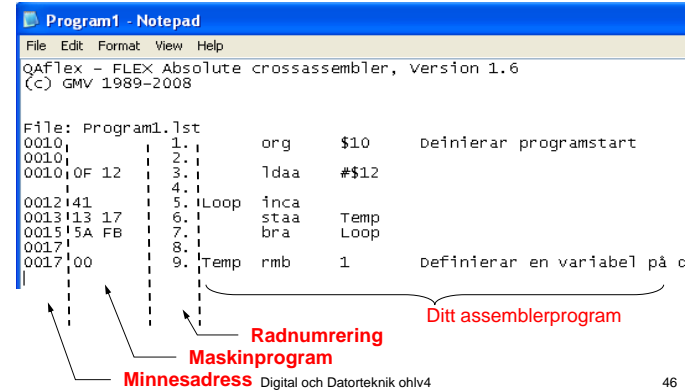 Program1 - Notepad
File Edit Format View Help
QAflex - FLEX Absolute crossassembler, Version 1.6
(c) GMV 1989-2008
File: Program1.lst
0010 1. org $10 Deinierar programstart
0010 2.
0010 0F 12 3. ldaa #$12
4.
0012 41 5. Loop inca
0013 13 17 6. staa Temp
0015 5A FB 7. bra Loop
0017 8.
0017 00 9. Temp rmb 1 Definierar en variabel på
Ditt assemblerprogram
Radnumrering
Maskinprogram
Minnesadress Digital och Datorteknik ohlv4 46